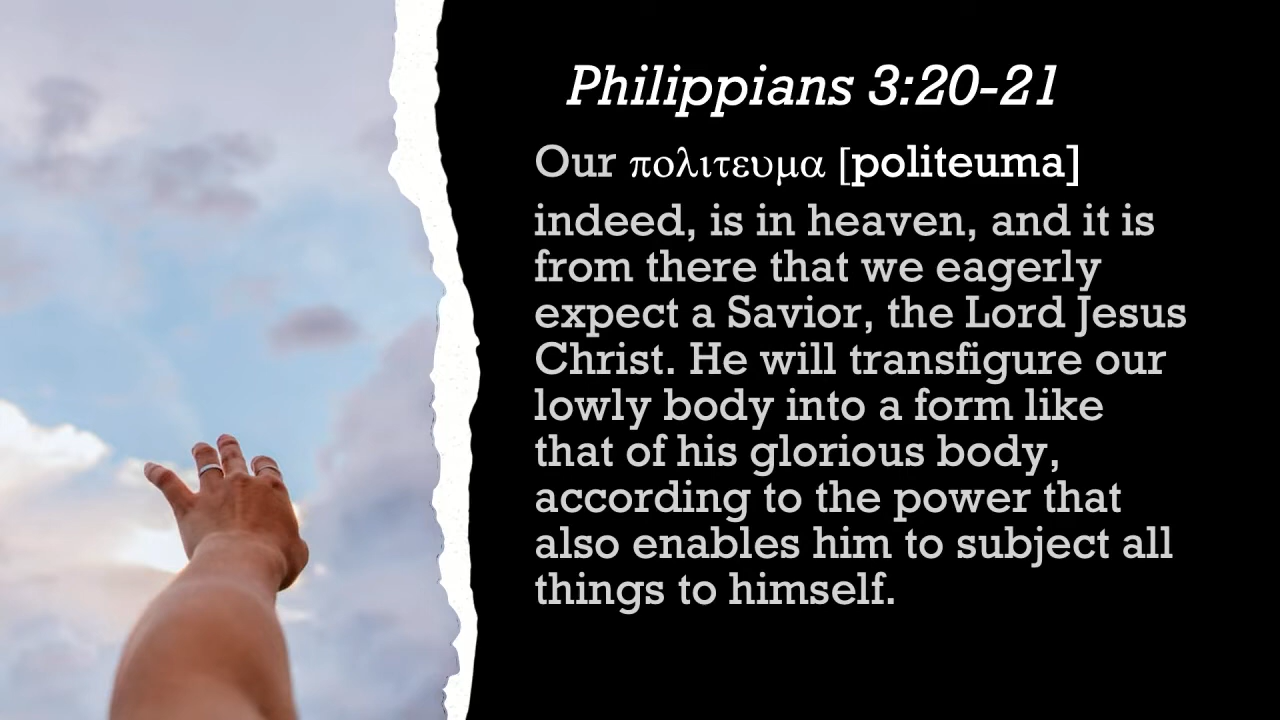 Philippians 3:20-21
Our πολιτευμα [politeuma]
indeed, is in heaven, and it is
from there that we eagerly
expect a Savior, the Lord Jesus
Christ. He will transfigure our
lowly body into a form like
that of his glorious body,
according to the power that
also enables him to subject all
things to himself.